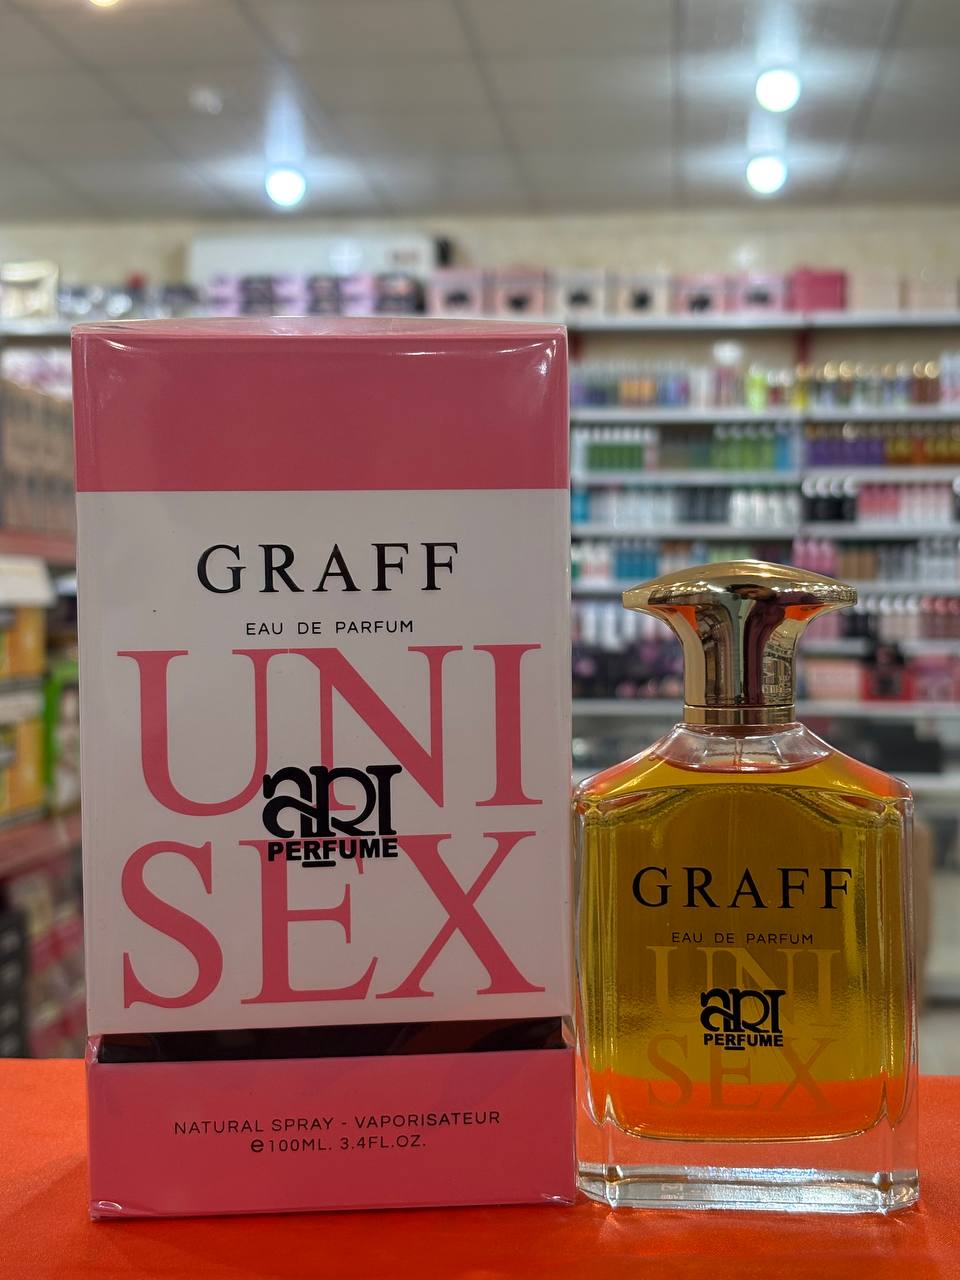 GRAFF
EAU DE PARFUM
UNI
aRI
PERFUME
SEX
NATURAL SPRAY - VAPORISATEUR
e100ML. 3.4FL.OZ.
GRAFF
EAU DE PARFUM
UNI
aRI
PERFUME
SEX